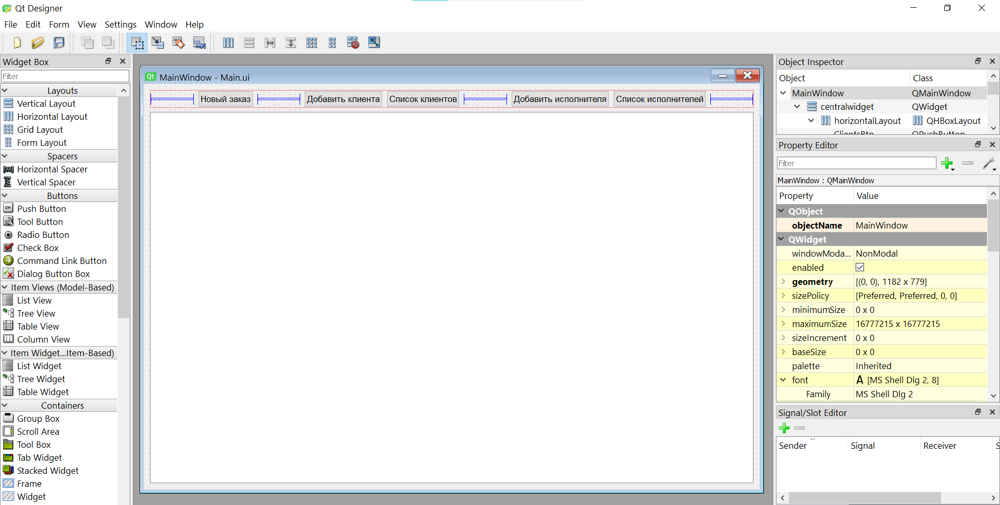 Qt Designer
File Edit Form View Settings Window Help
Widget Box
Filter
Layouts
Vertical Layout
Horizontal Layout
Grid Layout
Form Layout
Spacers
Horizontal Spacer
Vertical Spacer
Buttons
Push Button
Tool Button
Radio Button
Check Box
Command Link Button
Dialog Button Box
Item Views (Model-Based)
List View
Tree View
Table View
Column View
Item Widget...Item-Based)
List Widget
Tree Widget
Table Widget
Containers
Group Box
Scroll Area
Tool Box
Tab Widget
Stacked Widget
Frame
Widget
Qt MainWindow - Main.ui
Новый заказ Добавить клиента Список клиентов Добавить исполнителя Список исполнителей
Object Inspector
Object Class
MainWindow QMainWindow
centralwidget QWidget
horizontalLayout QHBoxLayout
ClientsBtn QPushButton
Property Editor
Filter
MainWindow : QMainWindow
Property Value
QObject
objectName MainWindow
QWidget
windowModa... NonModal
enabled
geometry [(0, 0), 1182 x 779]
sizePolicy [Preferred, Preferred, 0, 0]
minimumSize 0 x 0
maximumSize 16777215 x 16777215
sizeIncrement 0 x 0
baseSize 0 x 0
palette Inherited
font A [MS Shell Dlg 2, 8]
Family MS Shell Dlg 2
Signal/Slot Editor
Sender Signal Receiver S